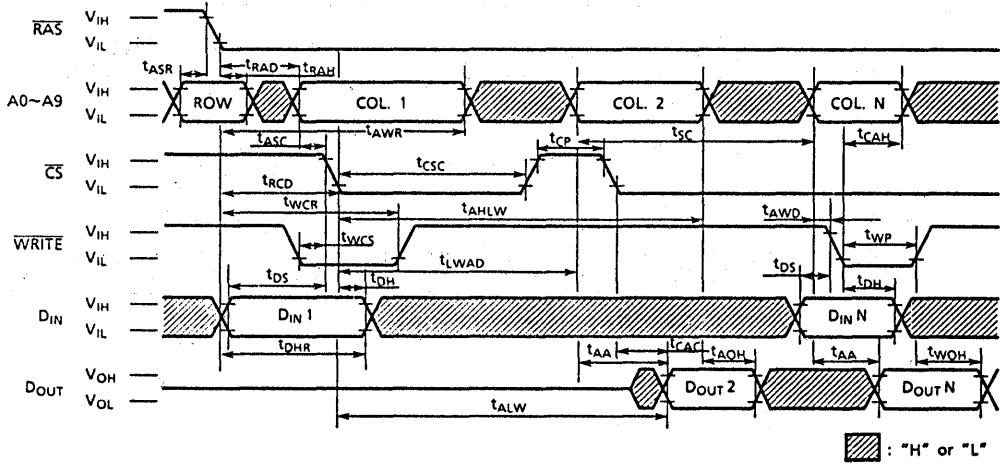 RAS VIH
VIL
tASR tRAD tRAH
A0~A9 VIH ROW COL. 1 COL. 2 COL. N
VIL
tAWR
tASC tCP tSC tCAH
CS VIH tCSC
VIL
tRCD
tWCR tAHLW tAWD
WRITE VIH tWCS tWP
VIL
tDS tDH tLWAD tDS tDH
DIN VIH DIN 1 DIN N
VIL
tDHR tAA tCAC tAOH tAA tWOH
DOUT VOH DOUT 2 DOUT N
VOL
tALW
: "H" or "L"